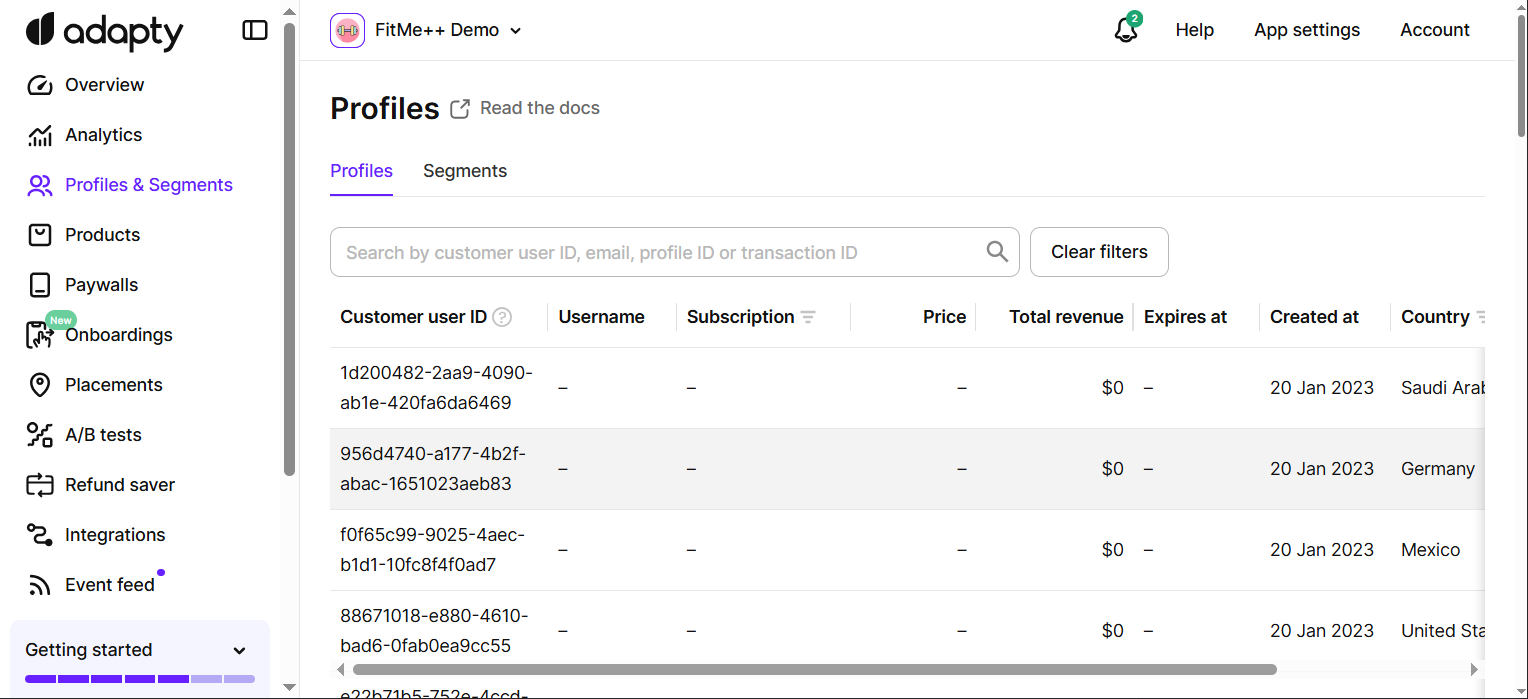 adapty
FitMe++ Demo
2
Help
App settings
Account
Overview
Analytics
Profiles & Segments
Products
Paywalls
New
Onboardings
Placements
A/B tests
Refund saver
Integrations
Event feed
Getting started
Profiles
Read the docs
Profiles
Segments
Search by customer user ID, email, profile ID or transaction ID
Clear filters
Customer user ID ? Username Subscription Price Total revenue Expires at Created at Country
1d200482-2aa9-4090-
ab1e-420fa6da6469
– – – $0 – 20 Jan 2023 Saudi Arab
956d4740-a177-4b2f-
abac-1651023aeb83
– – – $0 – 20 Jan 2023 Germany
f0f65c99-9025-4aec-
b1d1-10fc8f4f0ad7
– – – $0 – 20 Jan 2023 Mexico
88671018-e880-4610-
bad6-0fab0ea9cc55
– – – $0 – 20 Jan 2023 United Sta
e22b71b5-752e-4ccd-